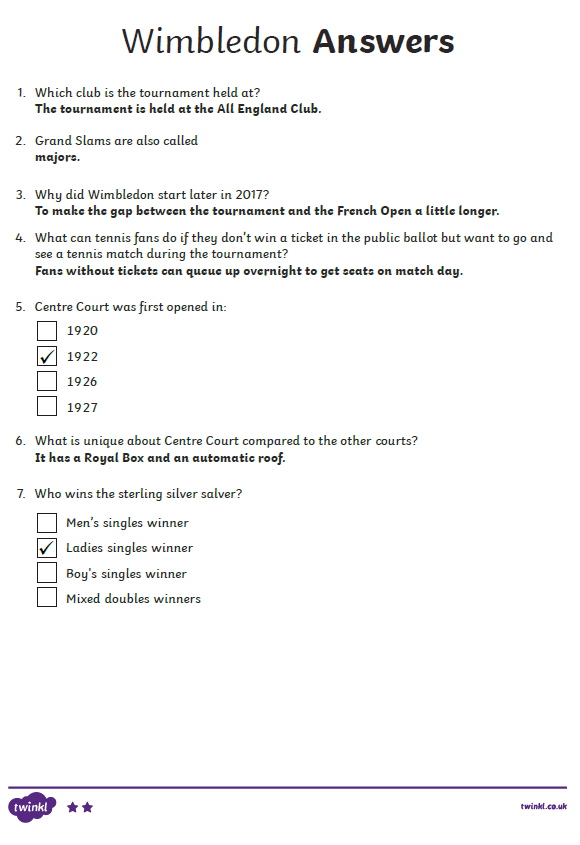 Wimbledon Answers
1. Which club is the tournament held at?
The tournament is held at the All England Club.
2. Grand Slams are also called
majors.
3. Why did Wimbledon start later in 2017?
To make the gap between the tournament and the French Open a little longer.
4. What can tennis fans do if they don't win a ticket in the public ballot but want to go and
see a tennis match during the tournament?
Fans without tickets can queue up overnight to get seats on match day.
5. Centre Court was first opened in:
1920
✓ 1922
1926
1927
6. What is unique about Centre Court compared to the other courts?
It has a Royal Box and an automatic roof.
7. Who wins the sterling silver salver?
Men's singles winner
✓ Ladies singles winner
Boy's singles winner
Mixed doubles winners
twinkl
twinkl.co.uk